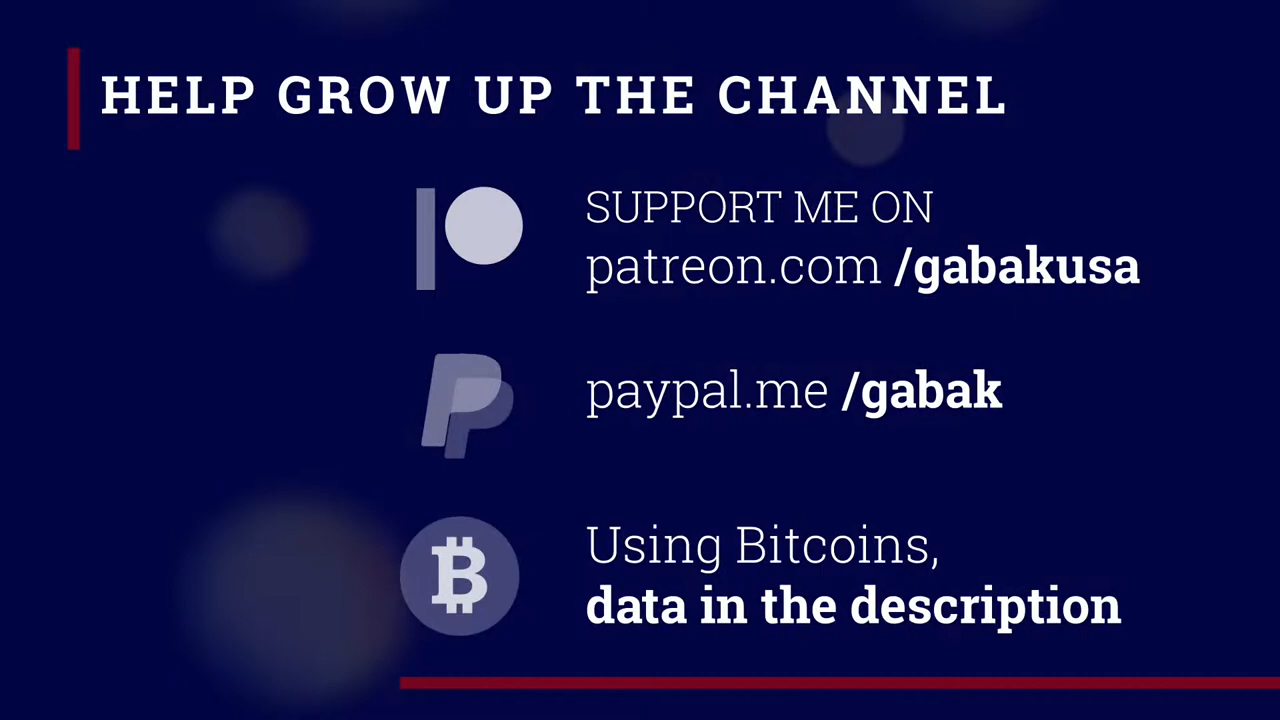 HELP GROW UP THE CHANNEL
SUPPORT ME ON
patreon.com /gabakusa
paypal.me /gabak
Using Bitcoins,
data in the description